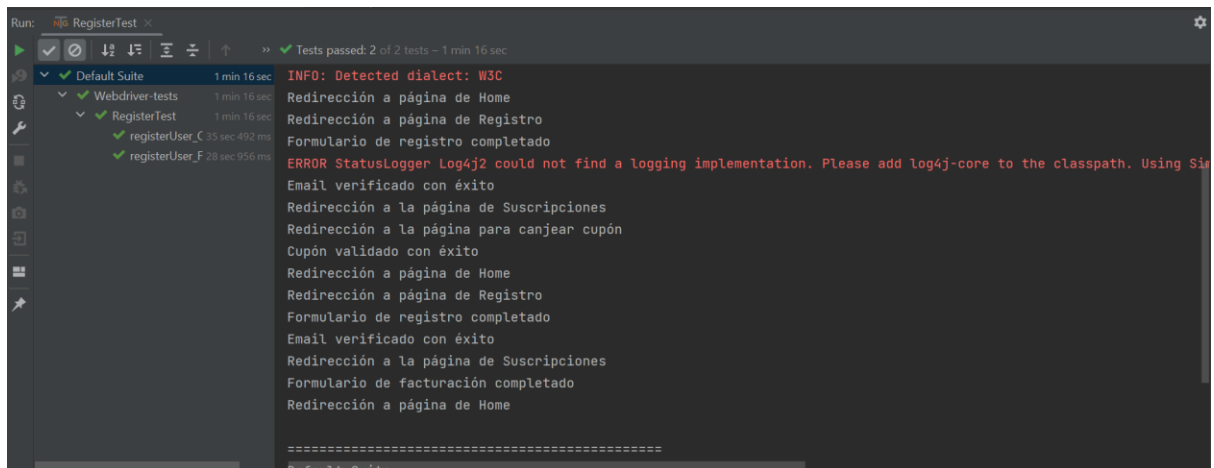 Run: RegisterTest
Tests passed: 2 of 2 tests – 1 min 16 sec
Default Suite 1 min 16 sec
Webdriver-tests 1 min 16 sec
RegisterTest 1 min 16 sec
registerUser_C 35 sec 492 ms
registerUser_F 28 sec 956 ms
INFO: Detected dialect: W3C
Redirección a página de Home
Redirección a página de Registro
Formulario de registro completado
ERROR StatusLogger Log4j2 could not find a logging implementation. Please add log4j-core to the classpath. Using
Email verificado con éxito
Redirección a la página de Suscripciones
Redirección a la página para canjear cupón
Cupón validado con éxito
Redirección a página de Home
Redirección a página de Registro
Formulario de registro completado
Email verificado con éxito
Redirección a la página de Suscripciones
Formulario de facturación completado
Redirección a página de Home
===============================================